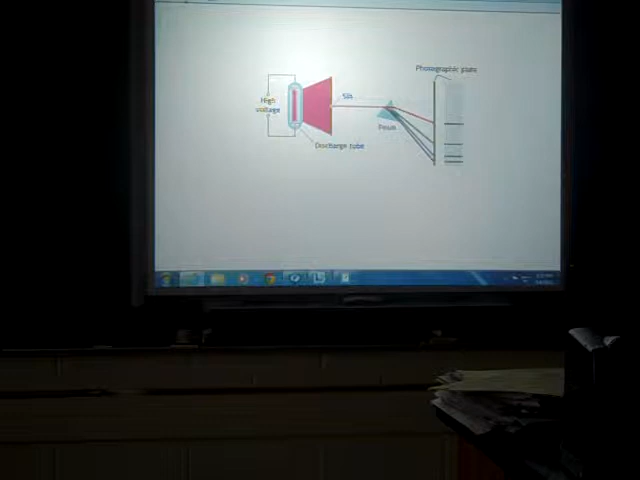 Photographic plate
High
voltage
Slit
Prism
Discharge tube